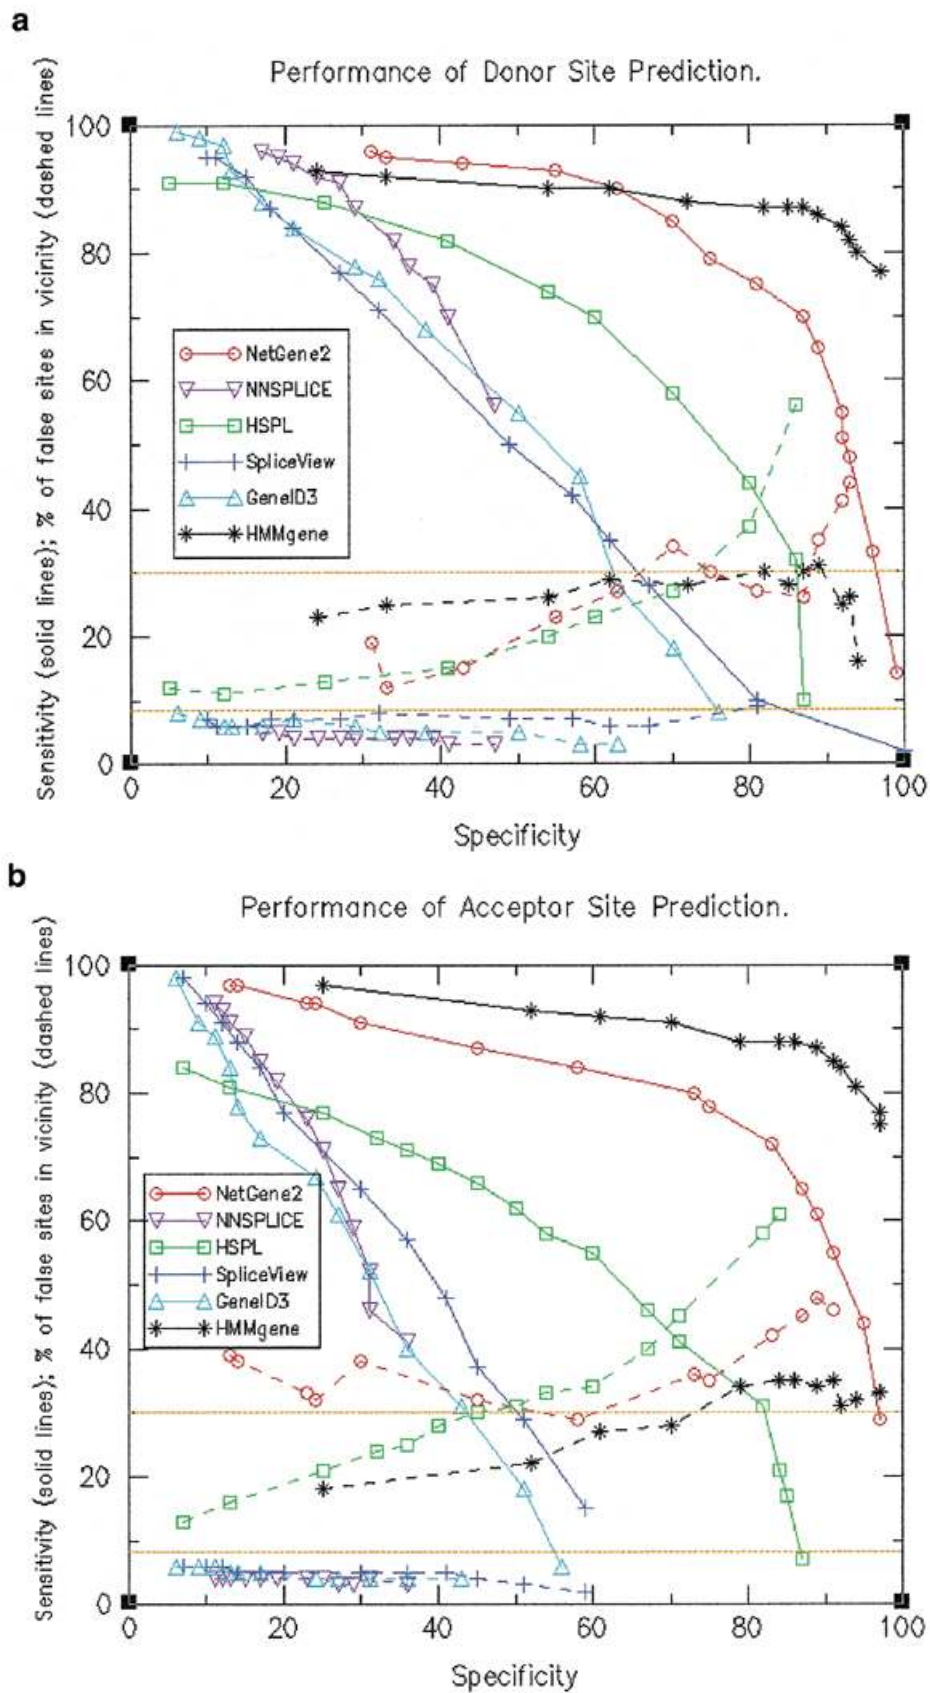 a
Performance of Donor Site Prediction.
Sensitivity (solid lines); % of false sites in vicinity (dashed lines)
100
80
60
40
20
0
NetGene2
NNSPLICE
HSPL
SpliceView
GeneID3
HMMgene
0 20 40 60 80 100
Specificity
b
Performance of Acceptor Site Prediction.
Sensitivity (solid lines); % of false sites in vicinity (dashed lines)
100
80
60
40
20
0
NetGene2
NNSPLICE
HSPL
SpliceView
GeneID3
HMMgene
0 20 40 60 80 100
Specificity